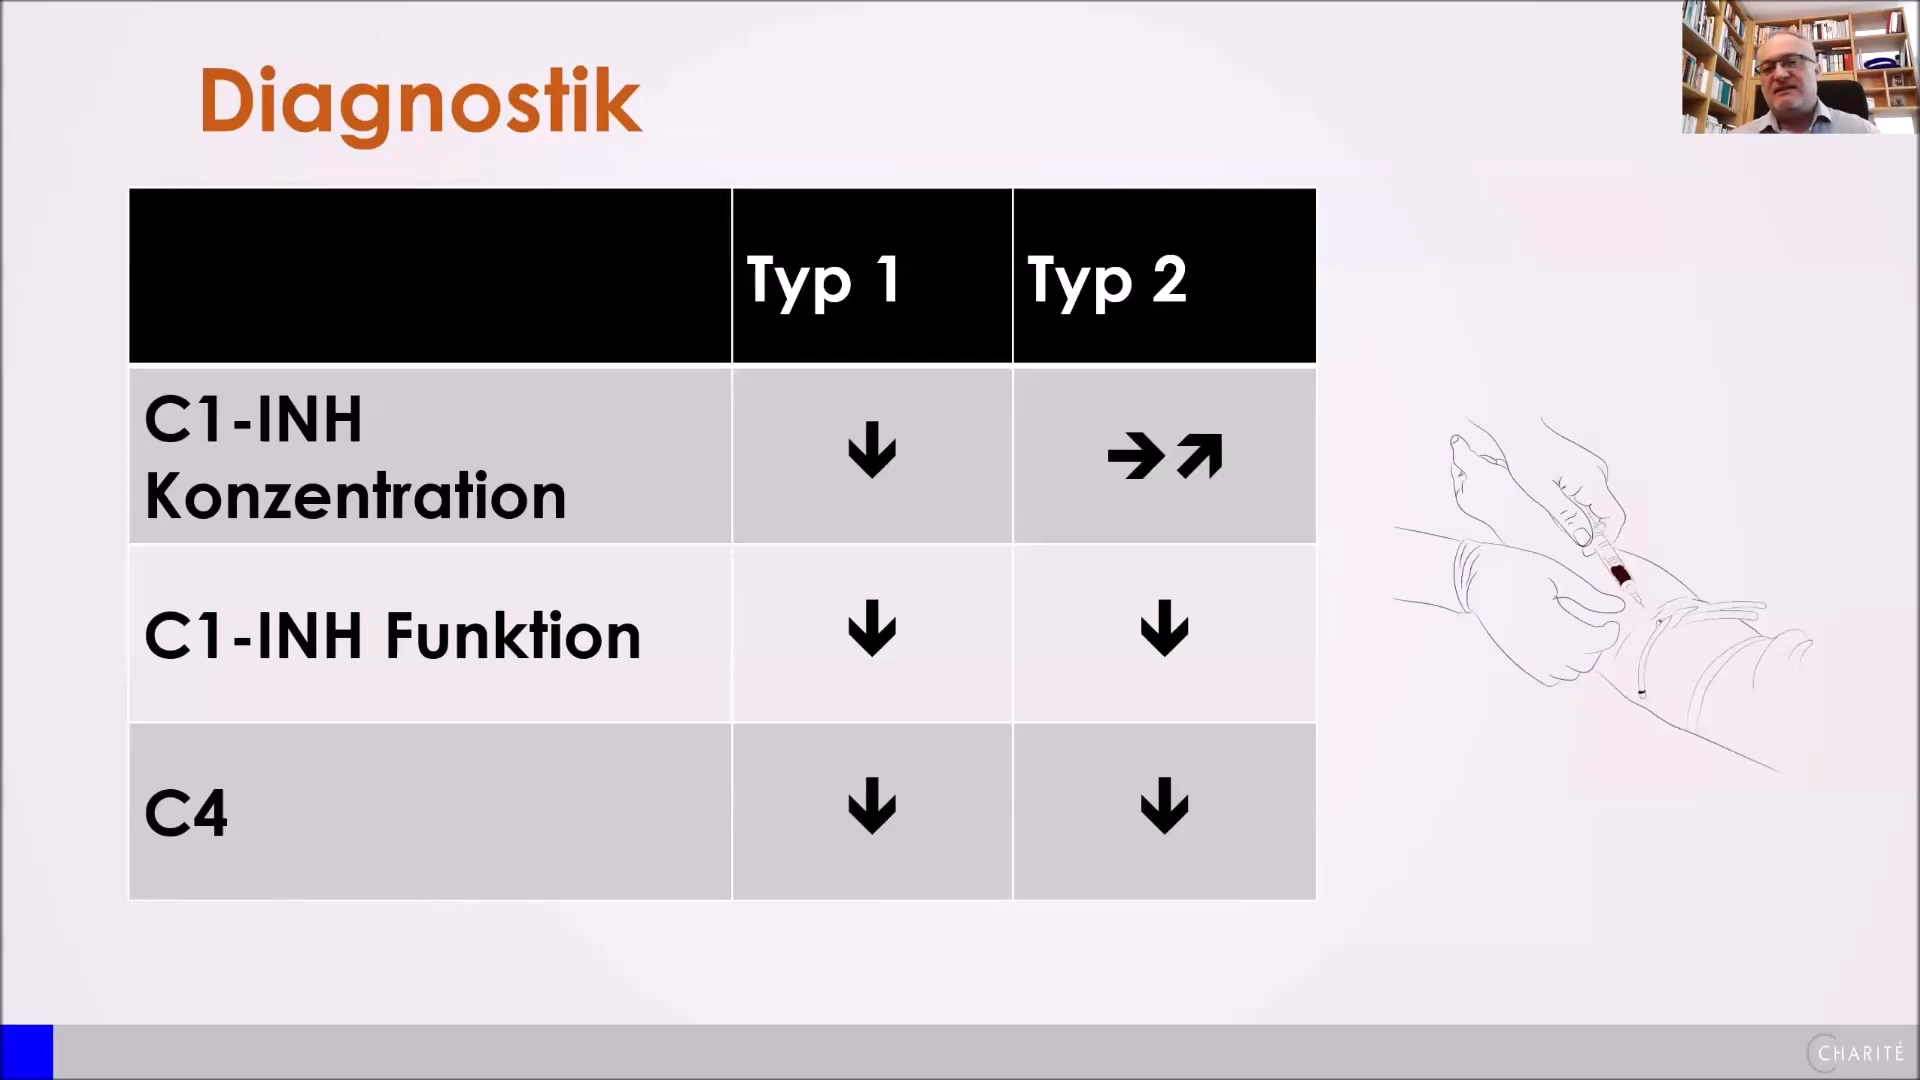 Diagnostik
Typ 1 Typ 2
C1-INH
Konzentration ↓ →↗
C1-INH Funktion ↓ ↓
C4 ↓ ↓
CHARITÉ